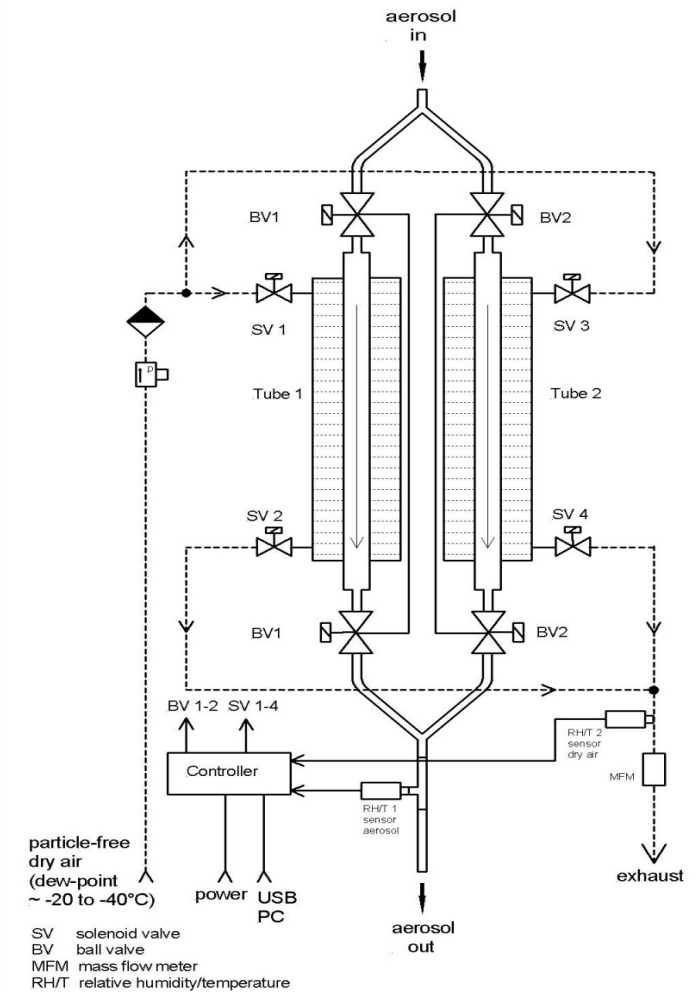 aerosol
in
BV1
BV2
SV 1
SV 3
P
Tube 1
Tube 2
SV 2
SV 4
BV1
BV2
BV 1-2
SV 1-4
RH/T 2
sensor
dry air
Controller
MFM
RH/T 1
sensor
aerosol
particle-free
dry air
(dew-point
~ -20 to -40°C)
power
USB
PC
exhaust
aerosol
out
SV solenoid valve
BV ball valve
MFM mass flow meter
RH/T relative humidity/temperature